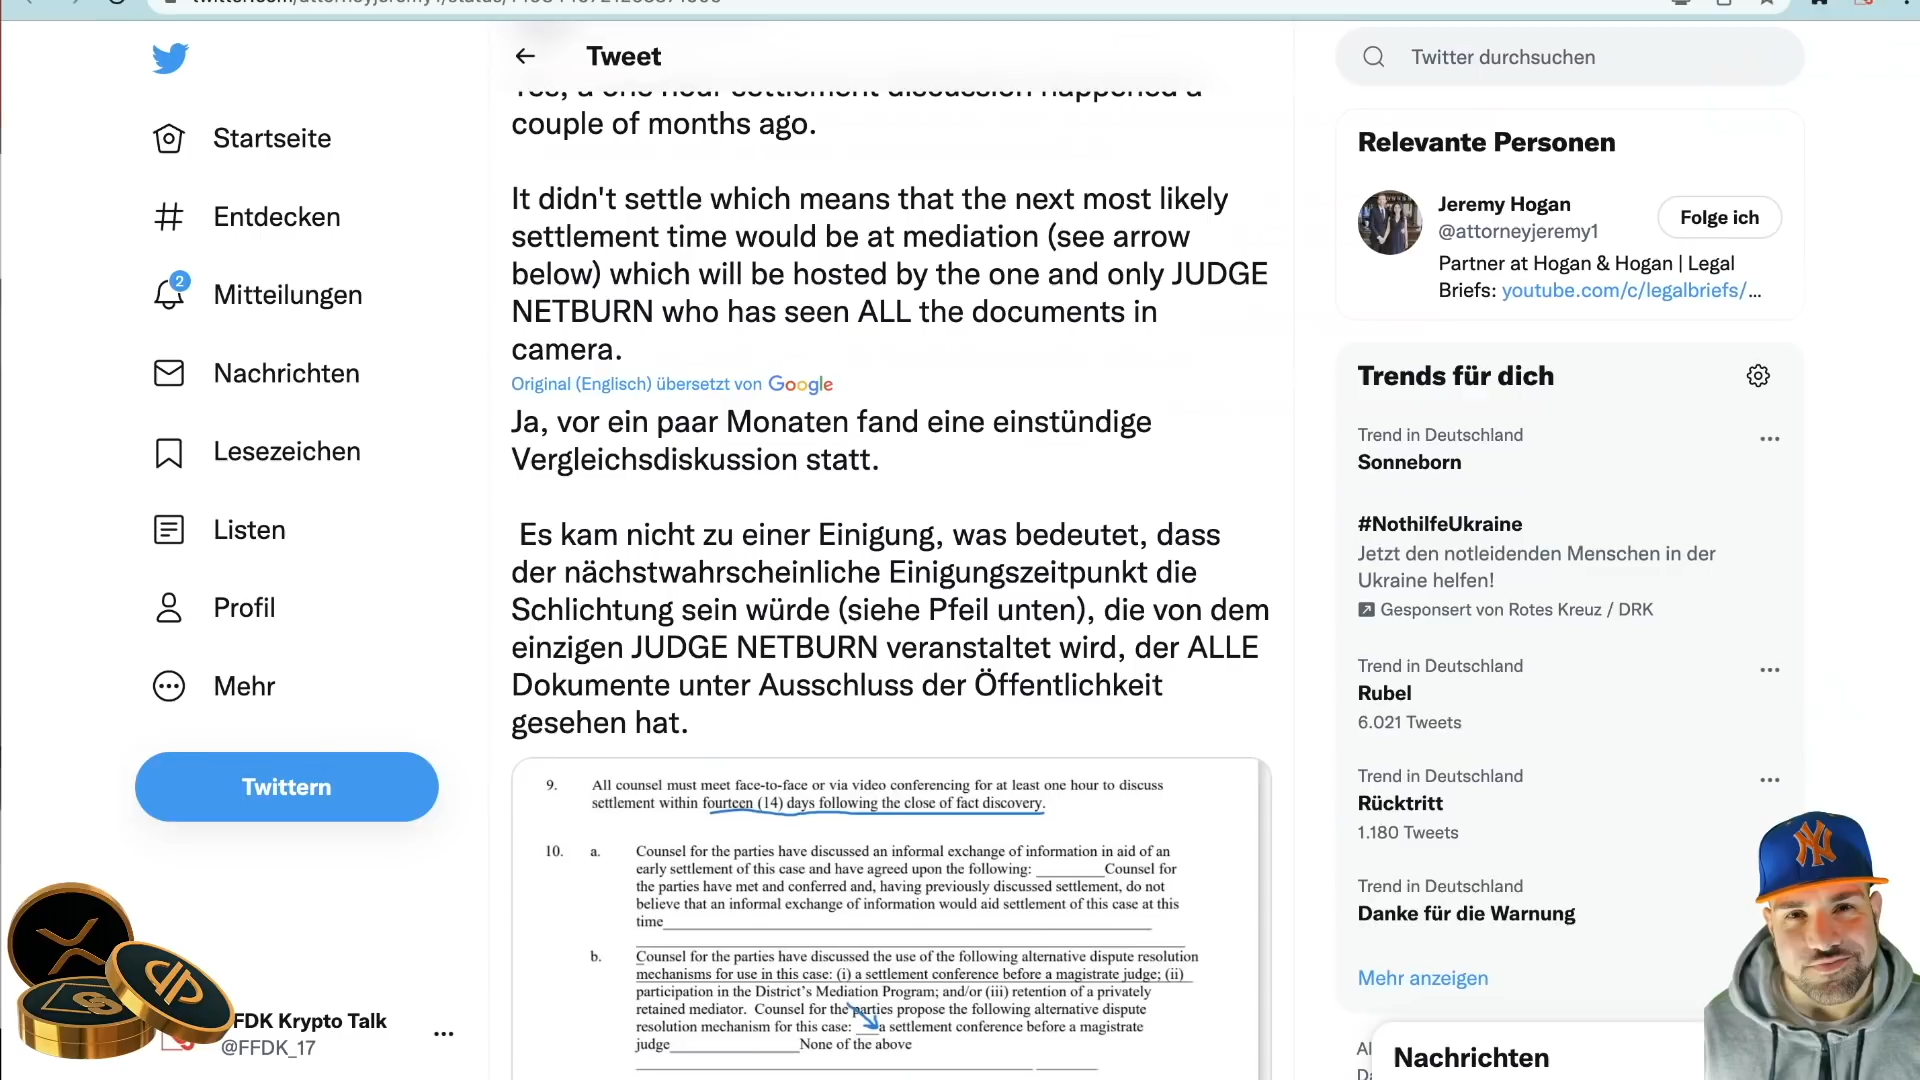 Tweet
Twitter durchsuchen
Yes, a one hour settlement discussion happened a
couple of months ago.
It didn't settle which means that the next most likely
settlement time would be at mediation (see arrow
below) which will be hosted by the one and only JUDGE
NETBURN who has seen ALL the documents in
camera.
Original (Englisch) übersetzt von Google
Ja, vor ein paar Monaten fand eine einstündige
Vergleichsdiskussion statt.
Es kam nicht zu einer Einigung, was bedeutet, dass
der nächstwahrscheinliche Einigungszeitpunkt die
Schlichtung sein würde (siehe Pfeil unten), die von dem
einzigen JUDGE NETBURN veranstaltet wird, der ALLE
Dokumente unter Ausschluss der Öffentlichkeit
gesehen hat.
9. All counsel must meet face-to-face or via video conferencing for at least one hour to discuss
settlement within fourteen (14) days following the close of fact discovery.
10. a. Counsel for the parties have discussed an informal exchange of information in aid of an
early settlement of this case and have agreed upon the following: ________Counsel for
the parties have met and conferred and, having previously discussed settlement, do not
believe that an informal exchange of information would aid settlement of this case at this
time
b. Counsel for the parties have discussed the use of the following alternative dispute resolution
mechanisms for use in this case: (i) a settlement conference before a magistrate judge; (ii)
participation in the District's Mediation Program; and/or (iii) retention of a privately
retained mediator. Counsel for the parties propose the following alternative dispute
resolution mechanism for this case: ___a settlement conference before a magistrate
judge_______________None of the above
Startseite
Entdecken
2
Mitteilungen
Nachrichten
Lesezeichen
Listen
Profil
Mehr
Twittern
FDK Krypto Talk
@FFDK_17
Relevante Personen
Jeremy Hogan
@attorneyjeremy1
Folge ich
Partner at Hogan & Hogan | Legal
Briefs: youtube.com/c/legalbriefs/...
Trends für dich
Trend in Deutschland
Sonneborn
#NothilfeUkraine
Jetzt den notleidenden Menschen in der
Ukraine helfen!
Gesponsert von Rotes Kreuz / DRK
Trend in Deutschland
Rubel
6.021 Tweets
Trend in Deutschland
Rücktritt
1.180 Tweets
Trend in Deutschland
Danke für die Warnung
Mehr anzeigen
Nachrichten
NY